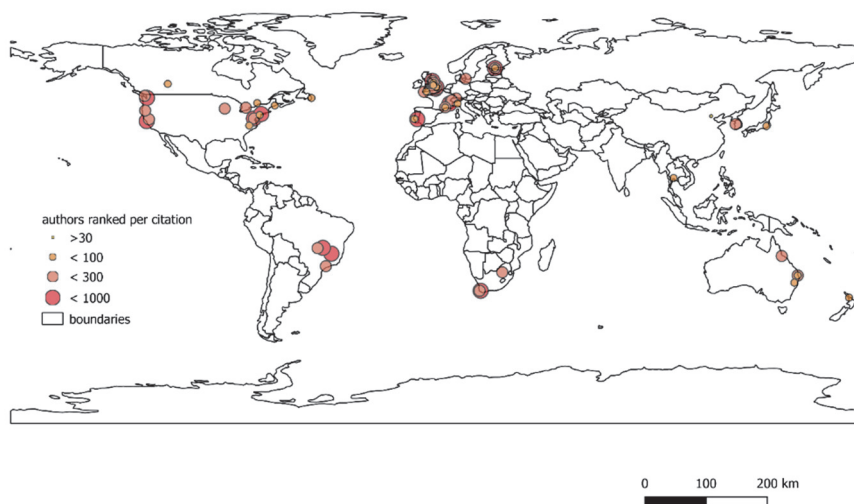 authors ranked per citation
>30
< 100
< 300
< 1000
boundaries
0 100 200 km